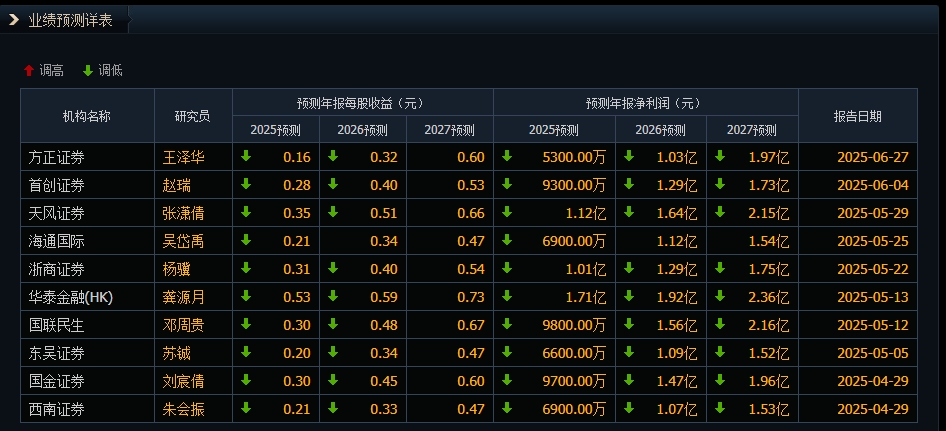 业绩预测详表
调高 调低
机构名称 研究员 预测年报每股收益（元） 预测年报净利润（元） 报告日期
2025预测 2026预测 2027预测 2025预测 2026预测 2027预测
方正证券 王泽华 0.16 0.32 0.60 5300.00万 1.03亿 1.97亿 2025-06-27
首创证券 赵瑞 0.28 0.40 0.53 9300.00万 1.29亿 1.73亿 2025-06-04
天风证券 张潇倩 0.35 0.51 0.66 1.12亿 1.64亿 2.15亿 2025-05-29
海通国际 吴岱禹 0.21 0.34 0.47 6900.00万 1.12亿 1.54亿 2025-05-25
浙商证券 杨骥 0.31 0.40 0.54 1.01亿 1.29亿 1.75亿 2025-05-22
华泰金融(HK) 龚源月 0.53 0.59 0.73 1.71亿 1.92亿 2.36亿 2025-05-13
国联民生 邓周贵 0.30 0.48 0.67 9800.00万 1.56亿 2.16亿 2025-05-12
东吴证券 苏铖 0.20 0.34 0.47 6600.00万 1.09亿 1.52亿 2025-05-05
国金证券 刘宸倩 0.30 0.45 0.60 9700.00万 1.47亿 1.96亿 2025-04-29
西南证券 朱会振 0.21 0.33 0.47 6900.00万 1.07亿 1.53亿 2025-04-29